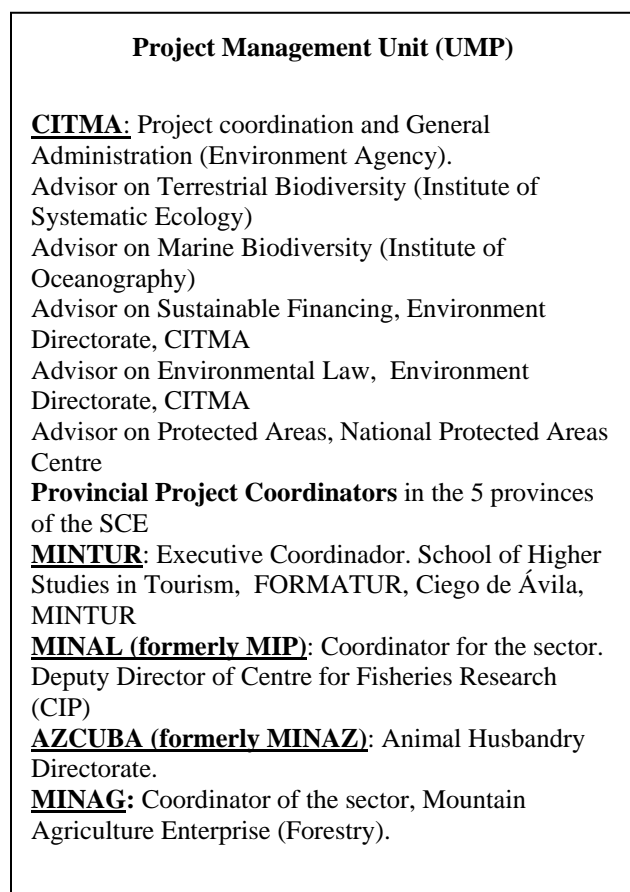 Project Management Unit (UMP)
CITMA: Project coordination and General
Administration (Environment Agency).
Advisor on Terrestrial Biodiversity (Institute of
Systematic Ecology)
Advisor on Marine Biodiversity (Institute of
Oceanography)
Advisor on Sustainable Financing, Environment
Directorate, CITMA
Advisor on Environmental Law, Environment
Directorate, CITMA
Advisor on Protected Areas, National Protected Areas
Centre
Provincial Project Coordinators in the 5 provinces
of the SCE
MINTUR: Executive Coordinador. School of Higher
Studies in Tourism, FORMATUR, Ciego de Ávila,
MINTUR
MINAL (formerly MIP): Coordinator for the sector.
Deputy Director of Centre for Fisheries Research
(CIP)
AZCUBA (formerly MINAZ): Animal Husbandry
Directorate.
MINAG: Coordinator of the sector, Mountain
Agriculture Enterprise (Forestry).